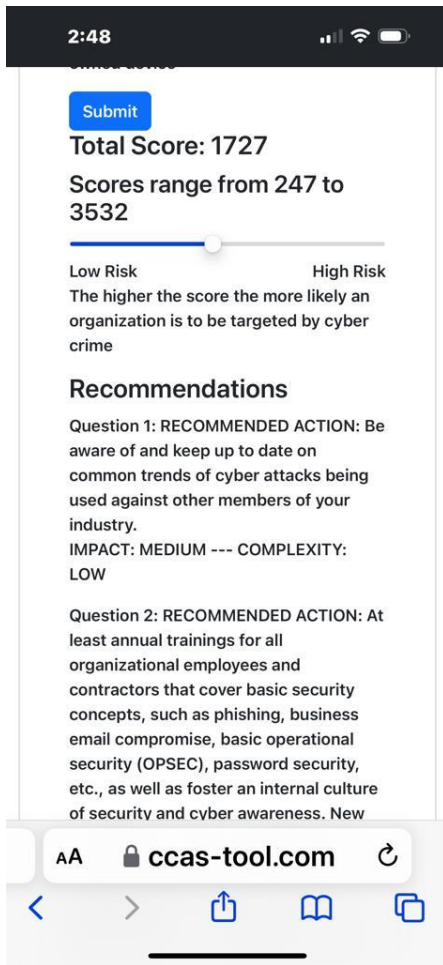 2:48
owned device
Submit
Total Score: 1727
Scores range from 247 to
3532
Low Risk
High Risk
The higher the score the more likely an
organization is to be targeted by cyber
crime
Recommendations
Question 1: RECOMMENDED ACTION: Be
aware of and keep up to date on
common trends of cyber attacks being
used against other members of your
industry.
IMPACT: MEDIUM --- COMPLEXITY:
LOW
Question 2: RECOMMENDED ACTION: At
least annual trainings for all
organizational employees and
contractors that cover basic security
concepts, such as phishing, business
email compromise, basic operational
security (OPSEC), password security,
etc., as well as foster an internal culture
of security and cyber awareness. New
AA
ccas-tool.com